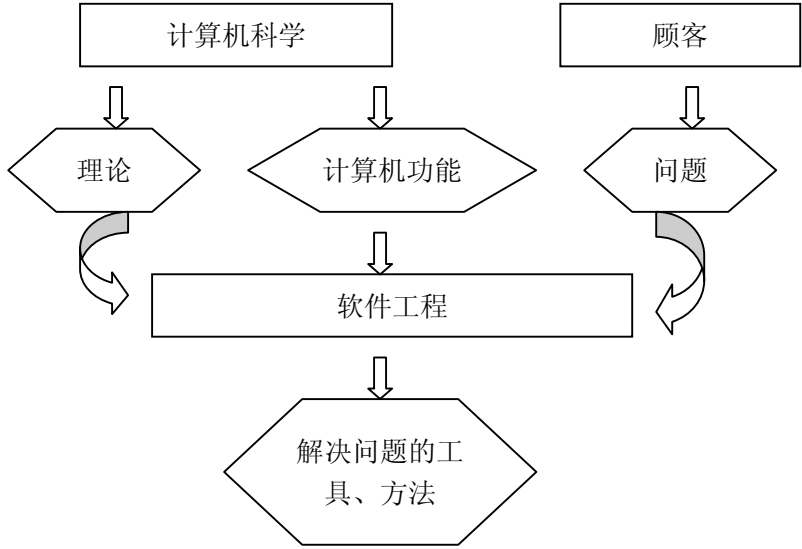 计算机科学
顾客
理论
计算机功能
问题
软件工程
解决问题的工
具、方法